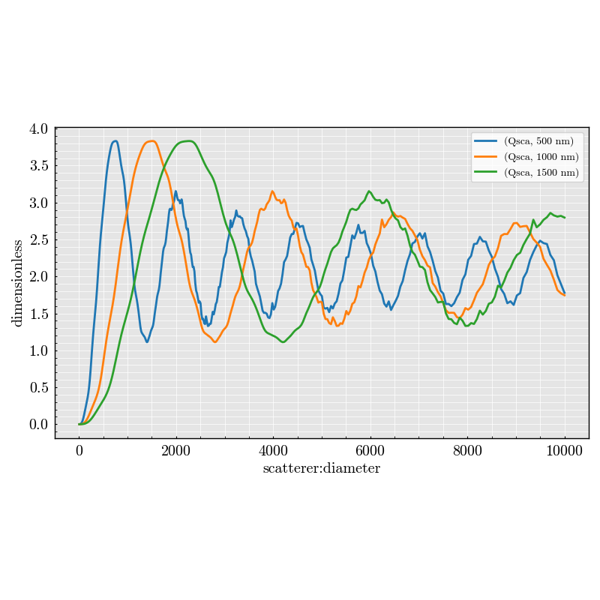 4.0
3.5
3.0
2.5
2.0
1.5
1.0
0.5
0.0
dimensionless
(Qsca, 500 nm)
(Qsca, 1000 nm)
(Qsca, 1500 nm)
0 2000 4000 6000 8000 10000
scatterer:diameter